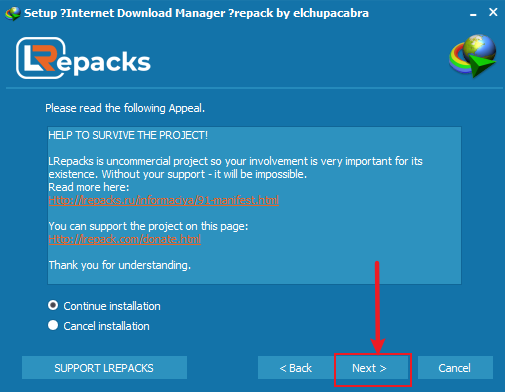 Setup ?Internet Download Manager ?repack by elchupacabra
LRepacks
Please read the following Appeal.
HELP TO SURVIVE THE PROJECT!
LRepacks is uncommercial project so your involvement is very important for its
existence. Without your support - it will be impossible.
Read more here:
Http://lrepacks.ru/informaciya/91-manifest.html
You can support the project on this page:
Http://lrepack.com/donate.html
Thank you for understanding.
Continue installation
Cancel installation
SUPPORT LREPACKS
< Back
Next >
Cancel